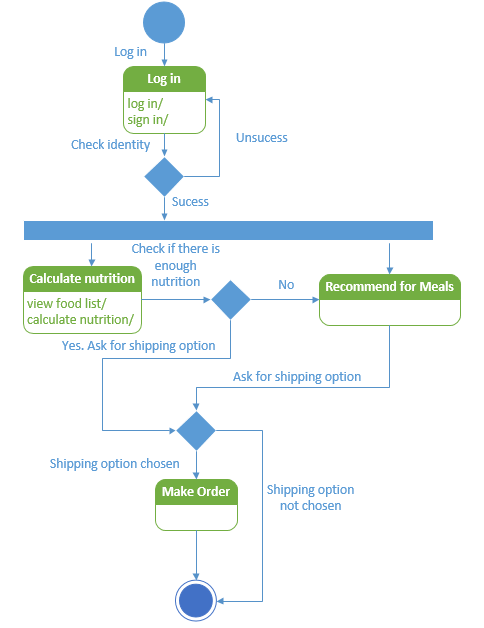 Log in
Log in
log in/
sign in/
Unsucess
Check identity
Sucess
Check if there is
enough
nutrition
Calculate nutrition
view food list/
calculate nutrition/
No
Recommend for Meals
Yes. Ask for shipping option
Ask for shipping option
Shipping option chosen
Make Order
Shipping option
not chosen